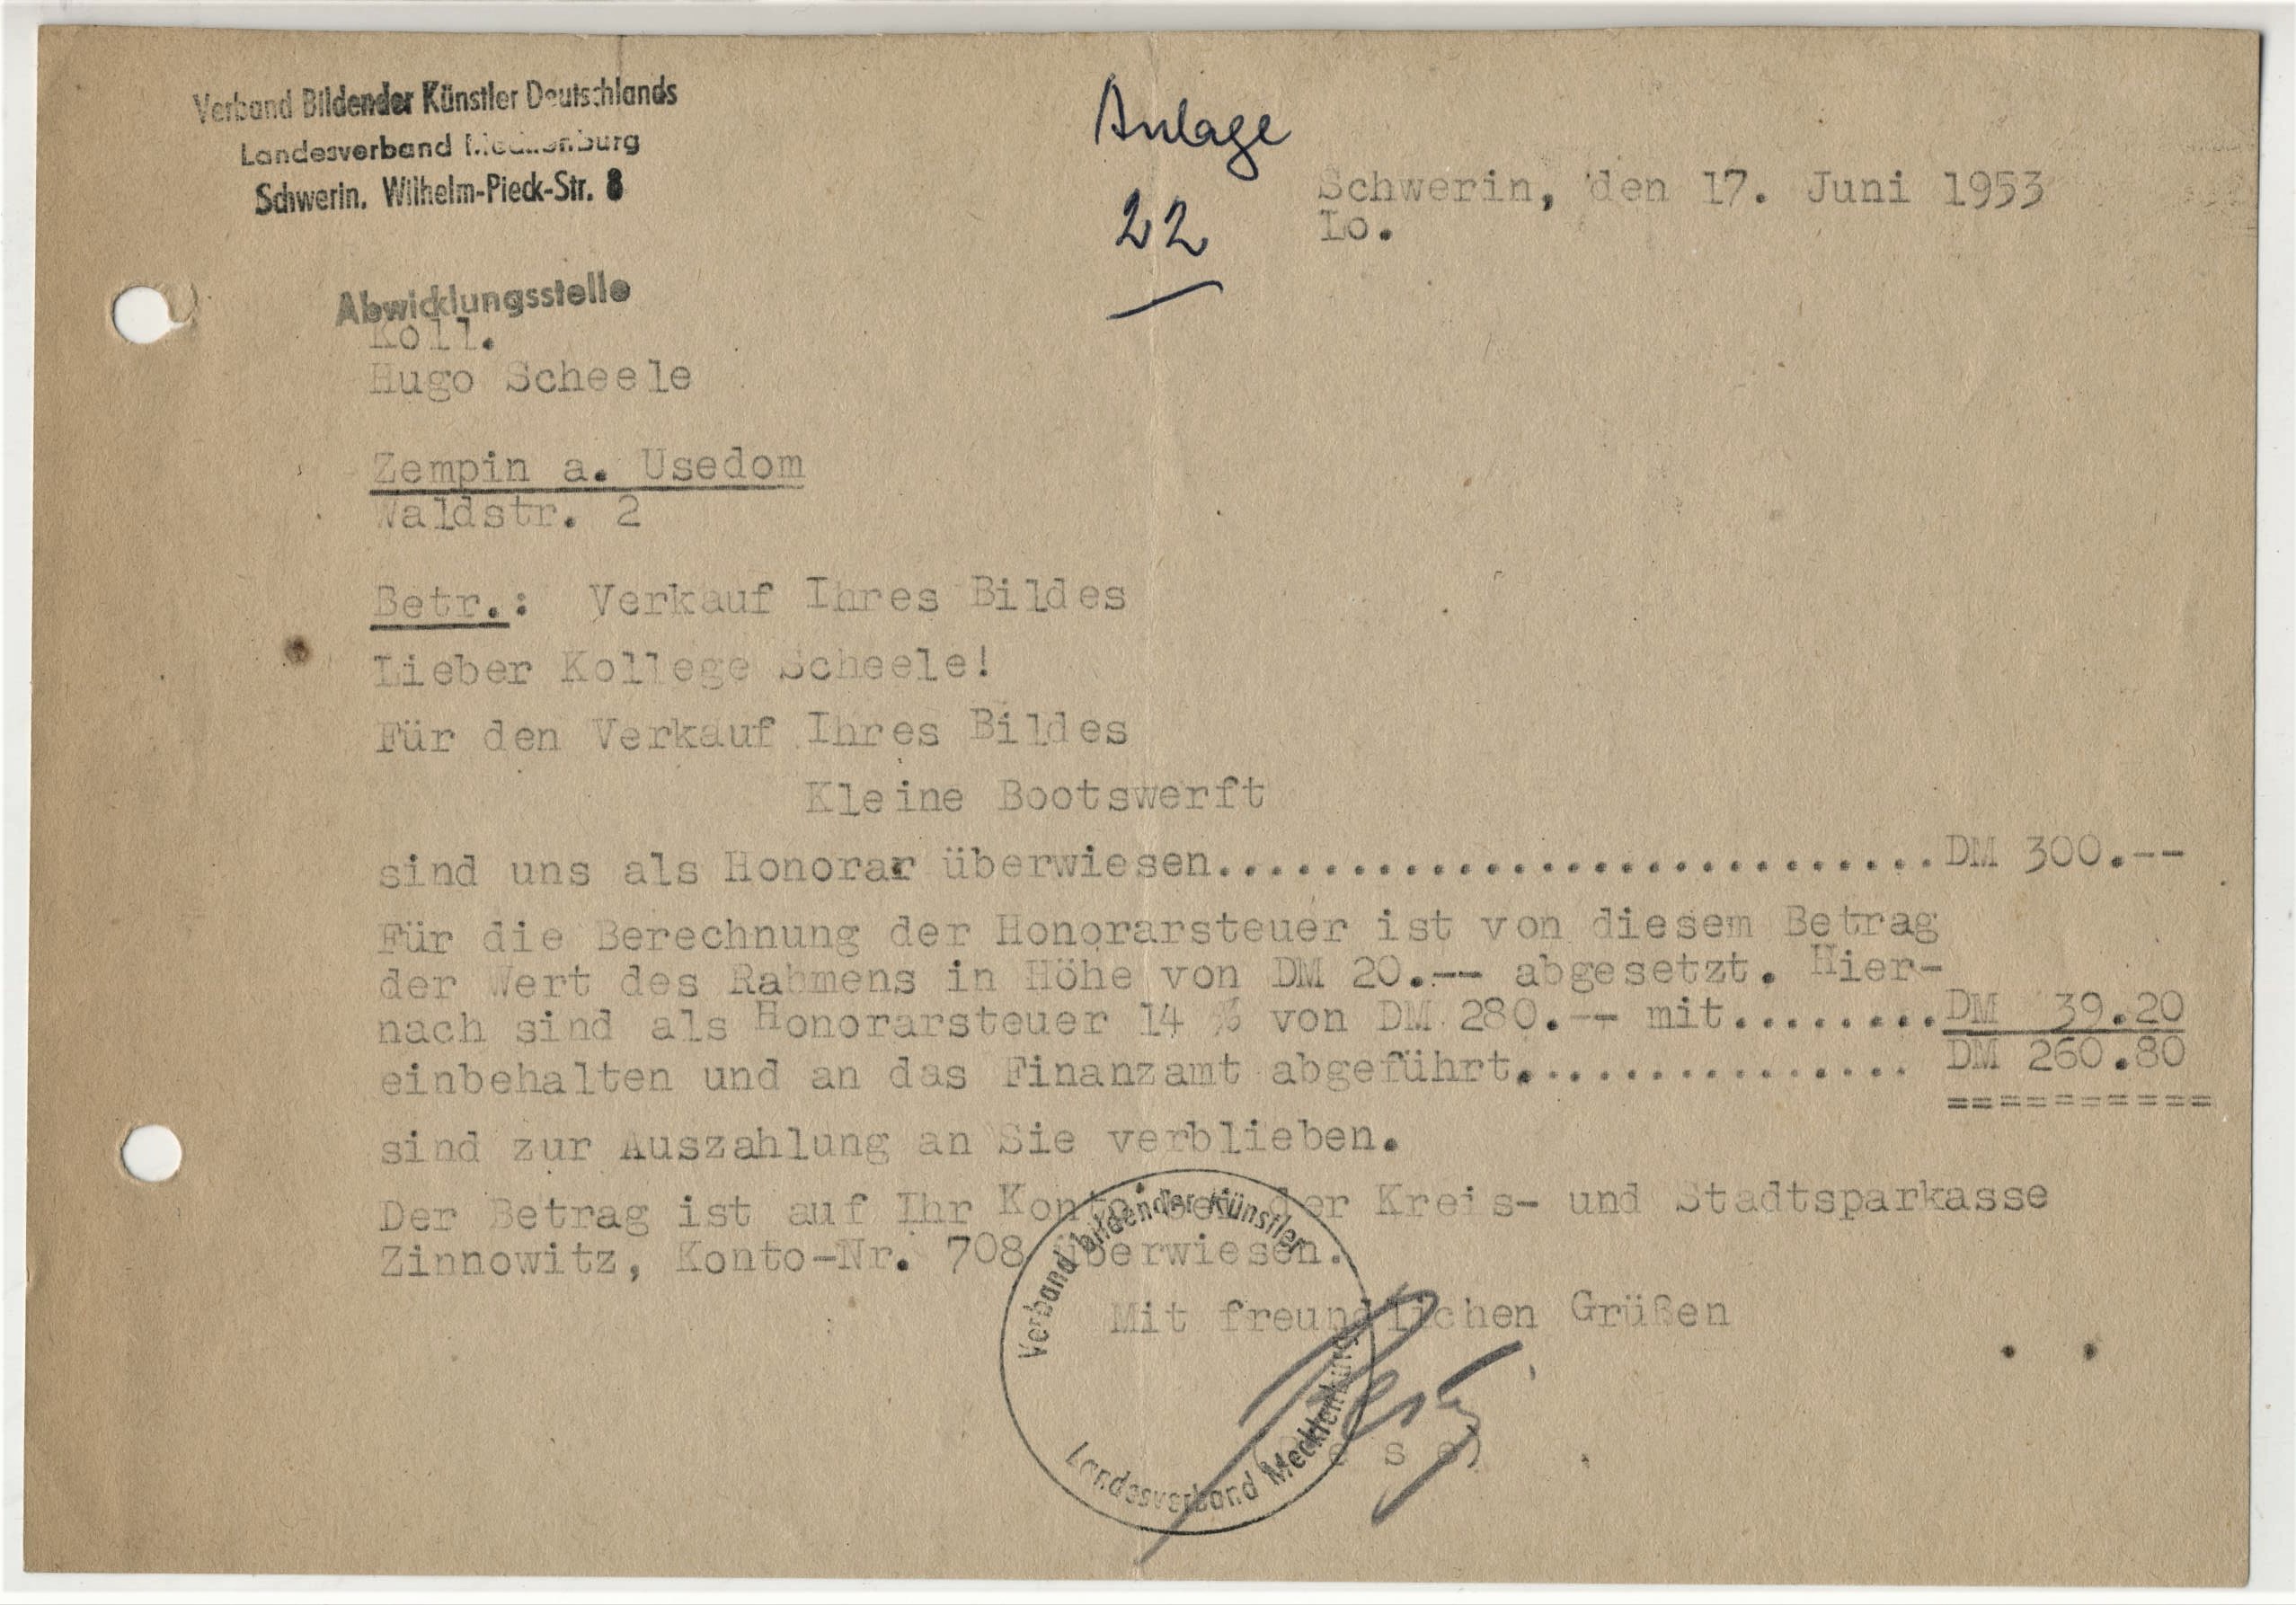 Verband Bildender Künstler Deutschlands
Landesverband Mecklenburg
Schwerin, Wilhelm-Pieck-Str. 8
Anlage
22
Schwerin, den 17. Juni 1953
Lo.
Abwicklungsstelle
Koll.
Hugo Scheele
Zempin a. Usedom
Waldstr. 2
Betr.: Verkauf Ihres Bildes
Lieber Kollege Scheele!
Für den Verkauf Ihres Bildes
Kleine Bootswerft
sind uns als Honorar überwiesen..............................DM 300.--
Für die Berechnung der Honorarsteuer ist von diesem Betrag
der Wert des Rahmens in Höhe von DM 20.-- abgesetzt. Hier-
nach sind als Honorarsteuer 14 % von DM 280.-- mit.........DM 39.20
einbehalten und an das Finanzamt abgeführt............... DM 260.80
==========
sind zur Auszahlung an Sie verblieben.
Der Betrag ist auf Ihr Konto bei der Kreis- und Stadtsparkasse
Zinnowitz, Konto-Nr. 708 überwiesen.
Mit freundlichen Grüßen
Verband bildender Künstler
Landesverband Mecklenburg